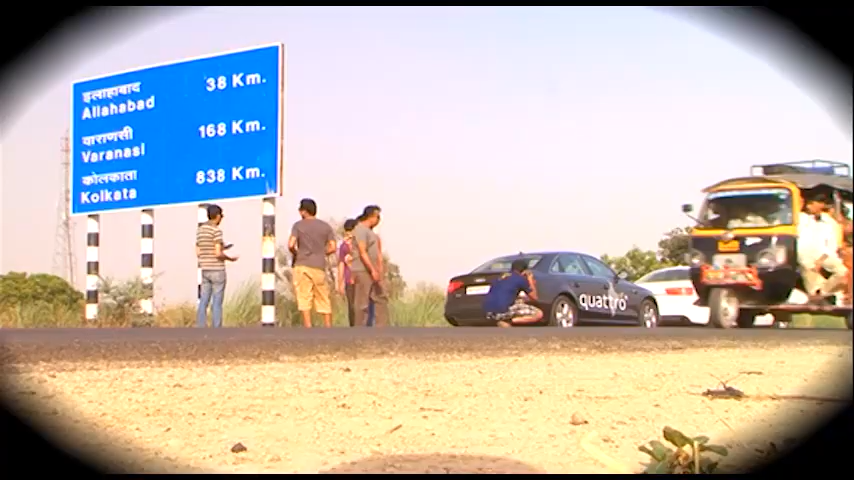 इलाहाबाद
Allahabad 38 Km.
वाराणसी
Varanasi 168 Km.
कोलकाता
Kolkata 838 Km.
quattro